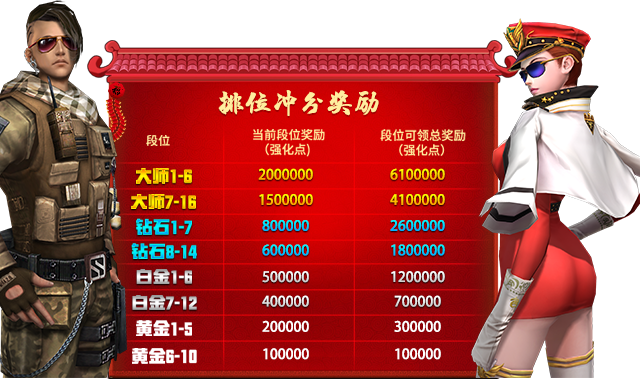 排位冲分奖励
段位 当前段位奖励 段位可领总奖励
(强化点) (强化点)
大师1-6 2000000 6100000
大师7-16 1500000 4100000
钻石1-7 800000 2600000
钻石8-14 600000 1800000
白金1-6 500000 1200000
白金7-12 400000 700000
黄金1-5 200000 300000
黄金6-10 100000 100000